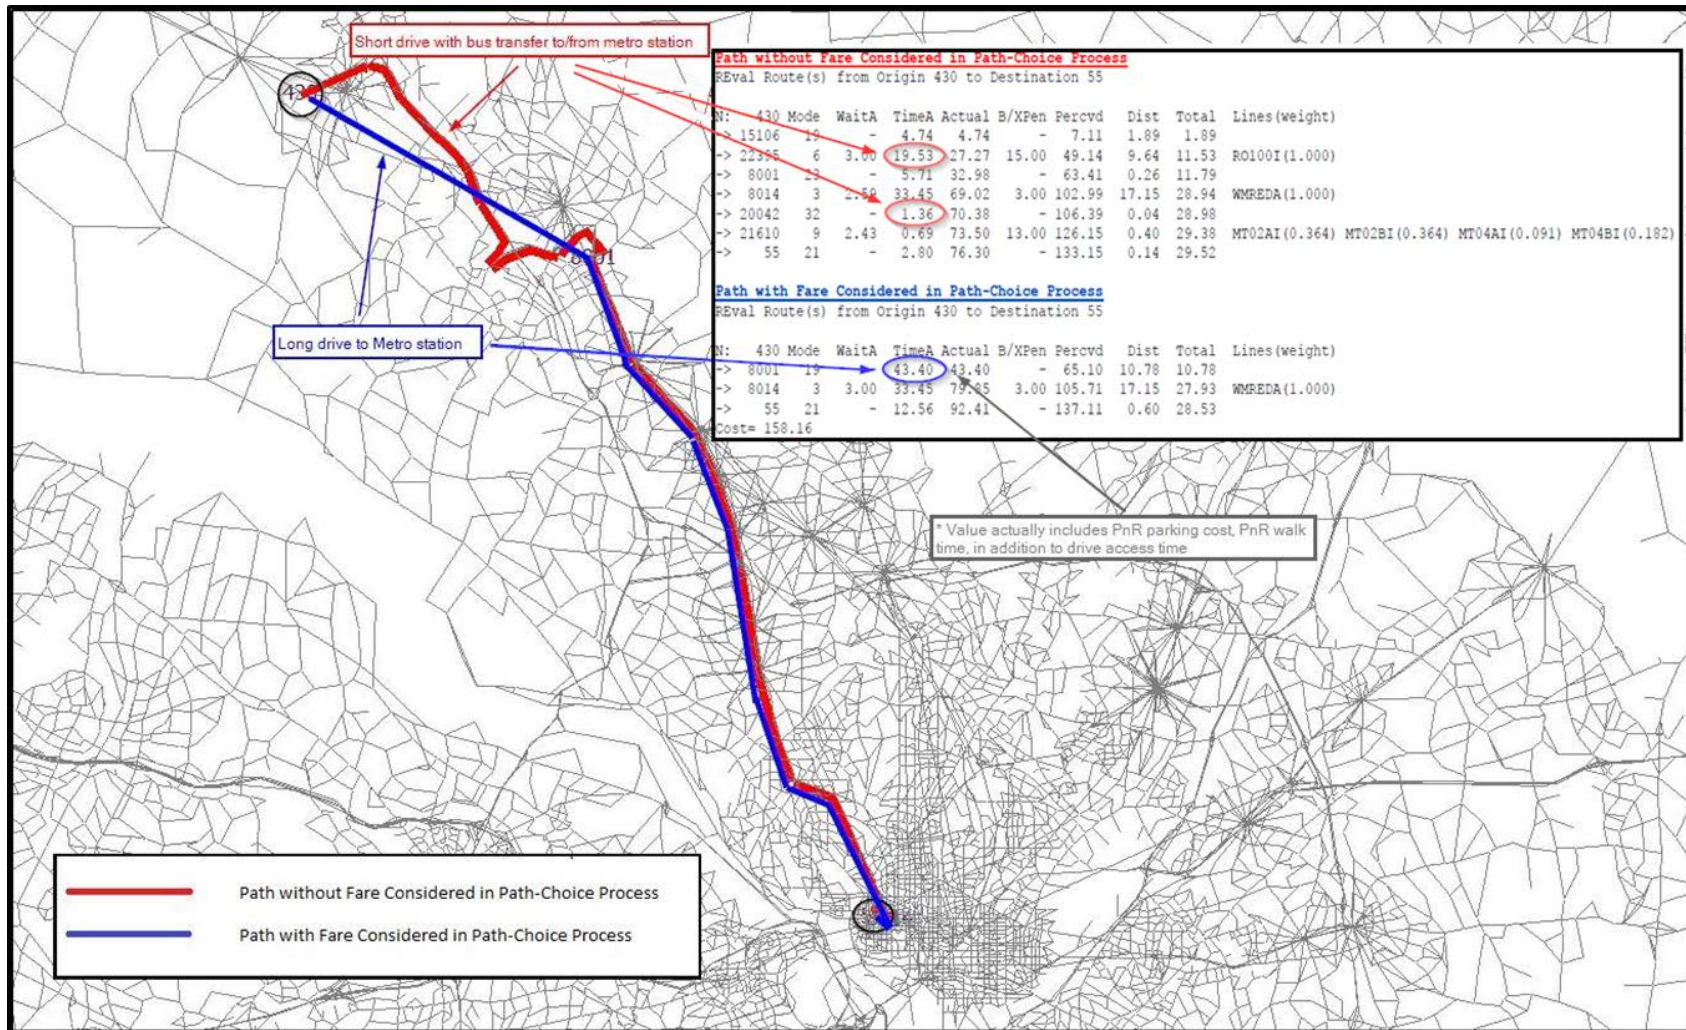 Short drive with bus transfer to/from metro station
Path without Fare Considered in Path-Choice Process
REval Route(s) from Origin 430 to Destination 55
N: 430 Mode WaitA TimeA Actual B/XPen Percvd Dist Total Lines(weight)
-> 15106 19 - 4.74 4.74 - 7.11 1.89 1.89
-> 22395 6 3.00 19.53 27.27 15.00 49.14 9.64 11.53 RO100I(1.000)
-> 8001 23 - 5.71 32.98 - 63.41 0.26 11.79
-> 8014 3 2.59 33.45 69.02 3.00 102.99 17.15 28.94 WMREDA(1.000)
-> 20042 32 - 1.36 70.38 - 106.39 0.04 28.98
-> 21610 9 2.43 0.69 73.50 13.00 126.15 0.40 29.38 MT02AI(0.364) MT02BI(0.364) MT04AI(0.091) MT04BI(0.182)
-> 55 21 - 2.80 76.30 - 133.15 0.14 29.52
Path with Fare Considered in Path-Choice Process
REval Route(s) from Origin 430 to Destination 55
Long drive to Metro station
N: 430 Mode WaitA TimeA Actual B/XPen Percvd Dist Total Lines(weight)
-> 8001 19 - 43.40 43.40 - 65.10 10.78 10.78
-> 8014 3 3.00 33.45 79.85 3.00 105.71 17.15 27.93 WMREDA(1.000)
-> 55 21 - 12.56 92.41 - 137.11 0.60 28.53
Cost= 158.16
* Value actually includes PnR parking cost, PnR walk
time, in addition to drive access time
Path without Fare Considered in Path-Choice Process
Path with Fare Considered in Path-Choice Process